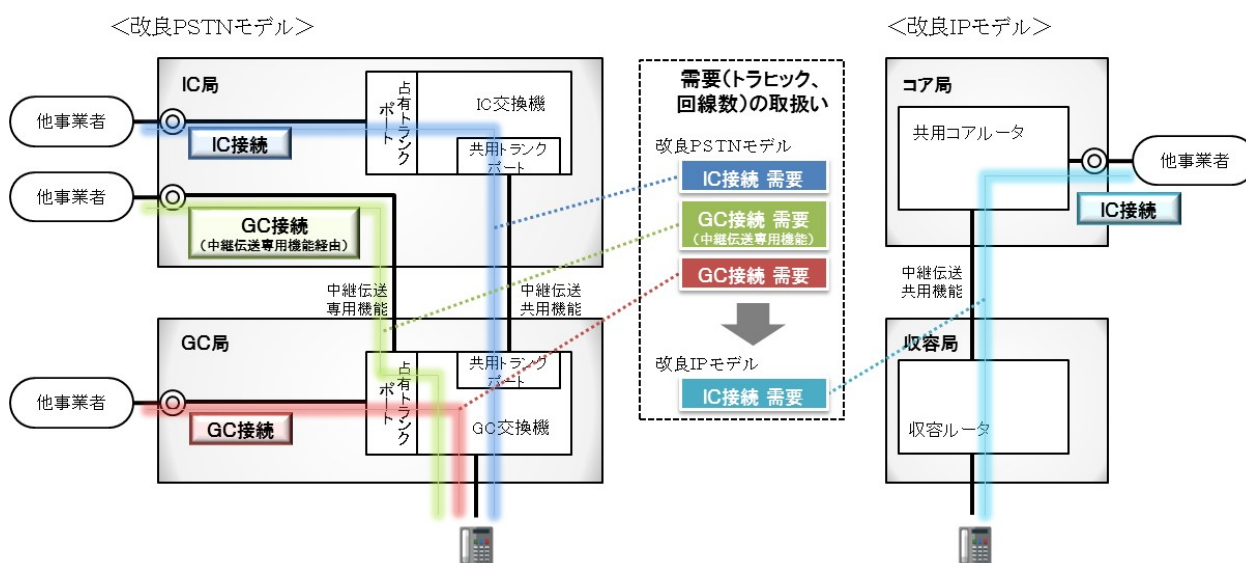 ＜改良PSTNモデル＞
＜改良IPモデル＞
IC局
他事業者
IC接続
占有トランク
ポート
IC交換機
共用トランク
ポート
他事業者
GC接続
（中継伝送専用機能経由）
中継伝送
専用機能
中継伝送
共用機能
GC局
他事業者
GC接続
占有トランク
ポート
共用トランク
ポート
GC交換機
需要（トラヒック、
回線数）の取扱い
改良PSTNモデル
IC接続 需要
GC接続 需要
（中継伝送専用機能）
GC接続 需要
改良IPモデル
IC接続 需要
コア局
共用コアルータ
他事業者
IC接続
中継伝送
共用機能
収容局
収容ルータ